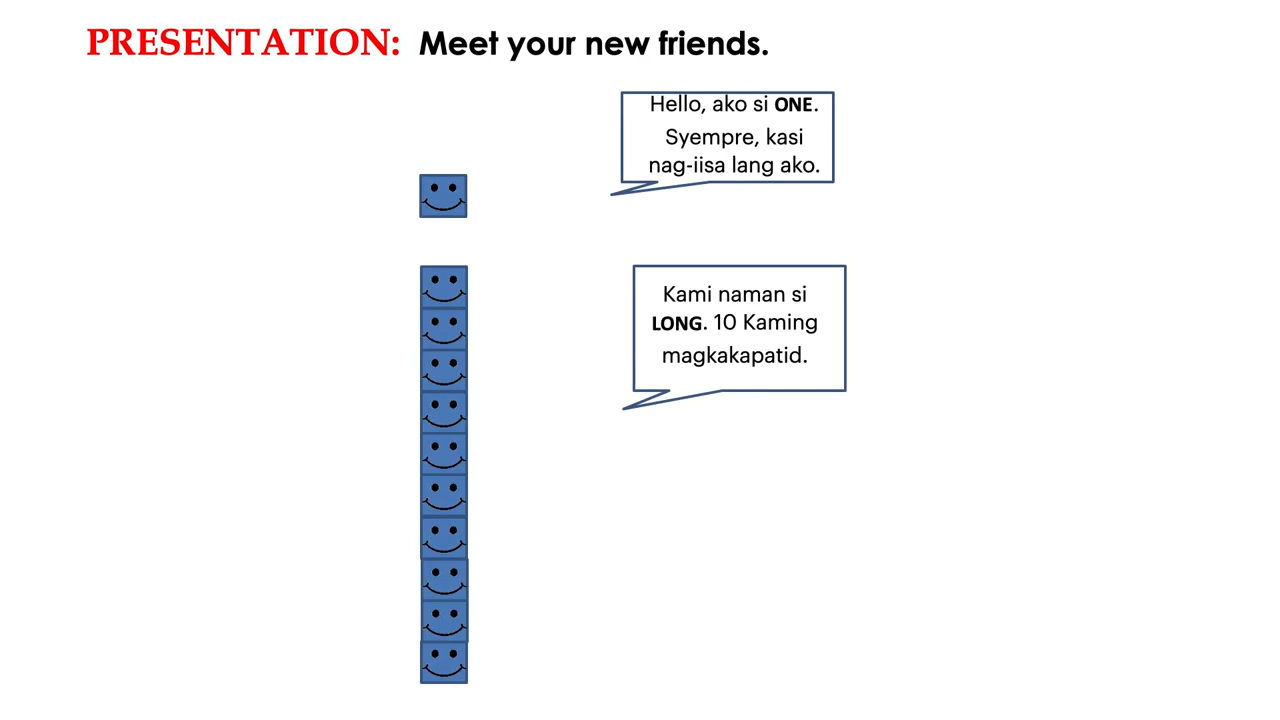 PRESENTATION: Meet your new friends.
Hello, ako si ONE.
Syempre, kasi
nag-iisa lang ako.
Kami naman si
LONG. 10 Kaming
magkakapatid.